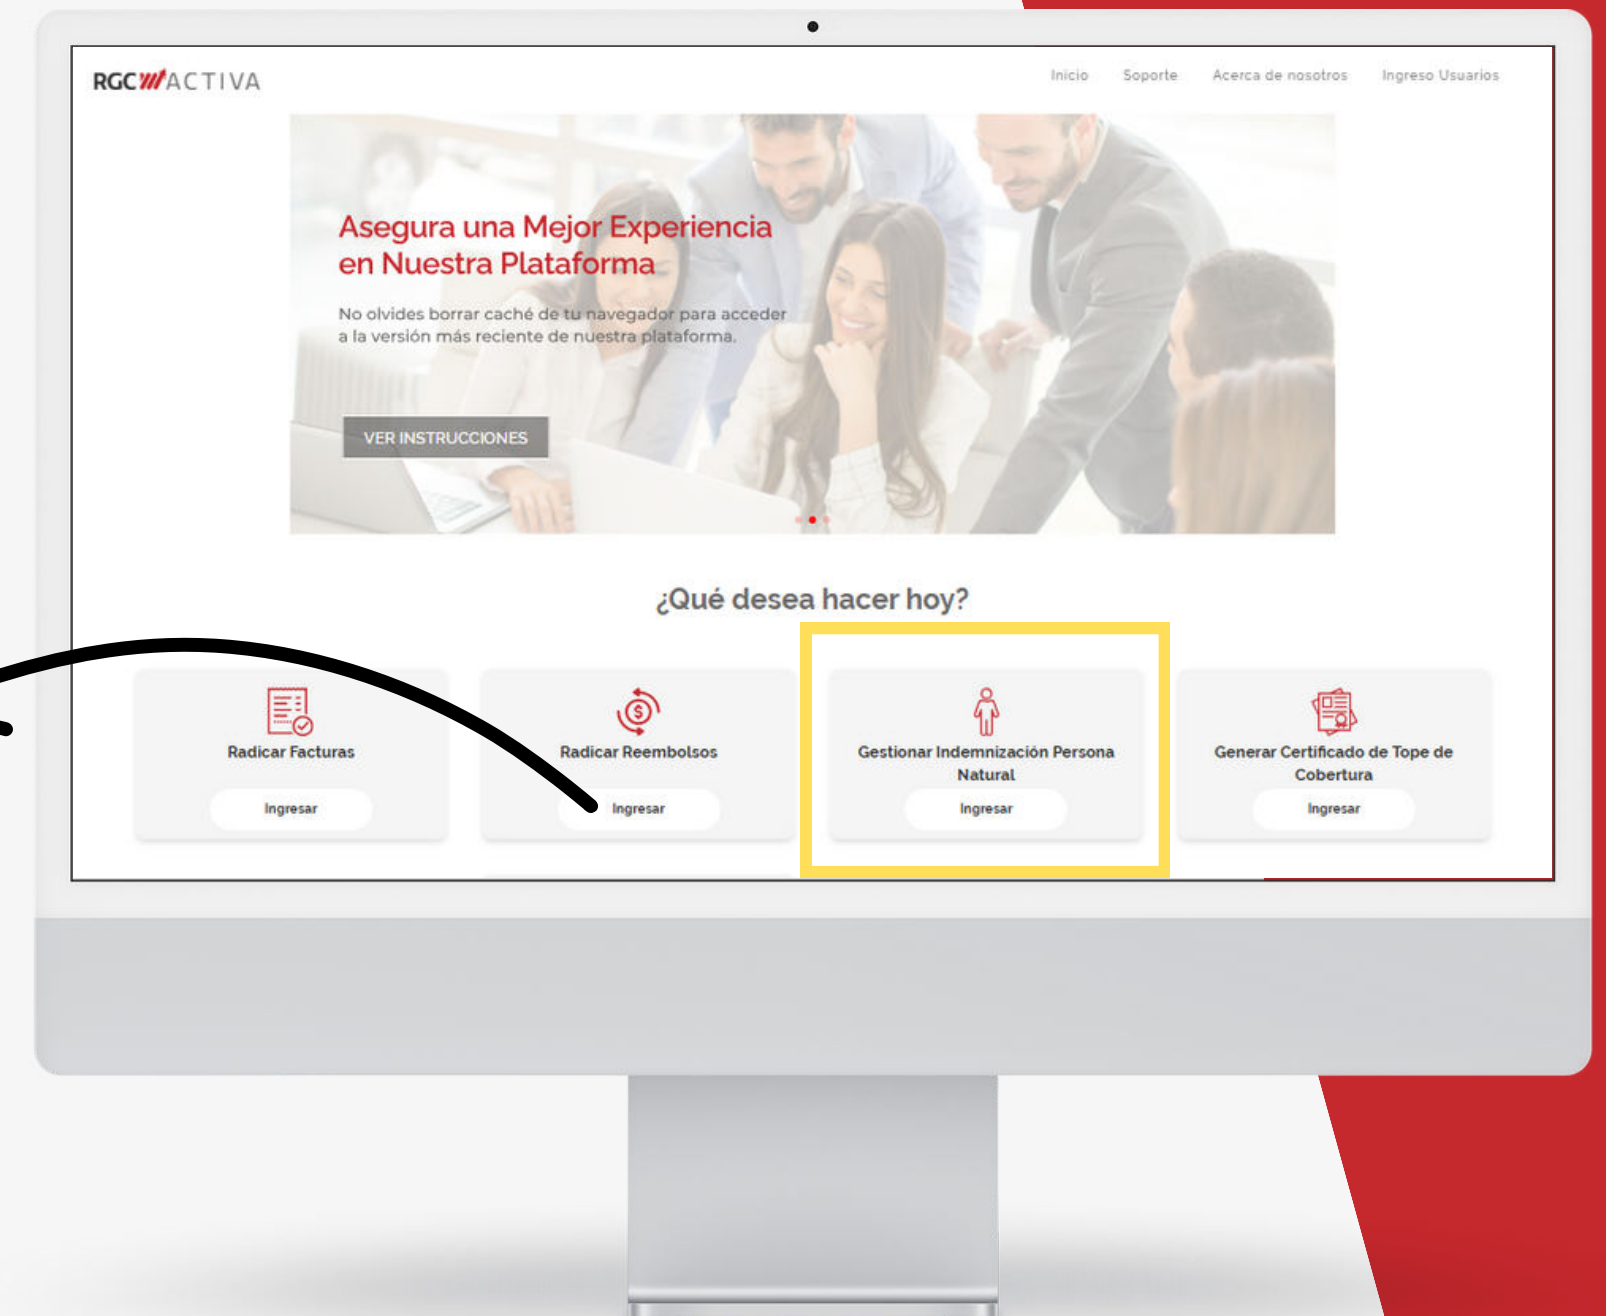 RGC ACTIVA
Inicio Soporte Acerca de nosotros Ingreso Usuarios
Asegura una Mejor Experiencia
en Nuestra Plataforma
No olvides borrar caché de tu navegador para acceder
a la versión más reciente de nuestra plataforma.
VER INSTRUCCIONES
¿Qué desea hacer hoy?
Radicar Facturas
Ingresar
Radicar Reembolsos
Ingresar
Gestionar Indemnización Persona
Natural
Ingresar
Generar Certificado de Tope de
Cobertura
Ingresar